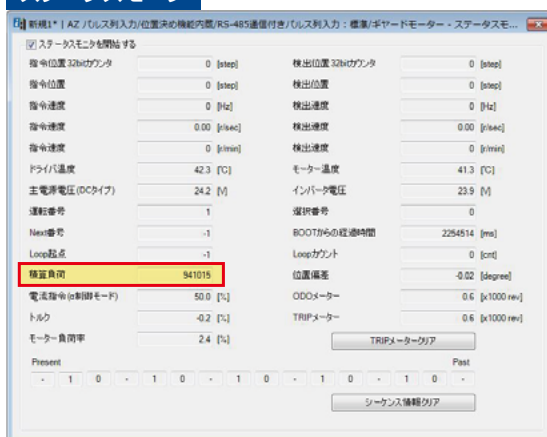 新規1* | AZ パルス列入力/位置決め機能内蔵/RS-485通信付きパルス列入力 : 標準/ギヤードモーター - ステータスモ...
ステータスモニタを開始する
指令位置 32bitカウンタ 0 [step] 検出位置 32bitカウンタ 0 [step]
指令位置 0 [step] 検出位置 0 [step]
指令速度 0 [Hz] 検出速度 0 [Hz]
指令速度 0.00 [r/sec] 検出速度 0.00 [r/sec]
指令速度 0 [r/min] 検出速度 0 [r/min]
ドライバ温度 42.3 [℃] モーター温度 41.3 [℃]
主電源電圧(DCタイプ) 24.2 [V] インバータ電圧 23.9 [V]
運転番号 1 選択番号 0
Next番号 -1 BOOTからの経過時間 2254514 [ms]
Loop起点 -1 Loopカウント 0 [cnt]
積算負荷 941015 位置偏差 -0.02 [degree]
電流指令(α制御モード) 50.0 [%] ODOメーター 0.6 [x1000 rev]
トルク -0.2 [%] TRIPメーター 0.6 [x1000 rev]
モーター負荷率 2.4 [%] TRIPメータークリア
Present Past
- 1 0 - 1 0 - 1 0 - 1 0 - 1 0 -
シーケンス情報クリア